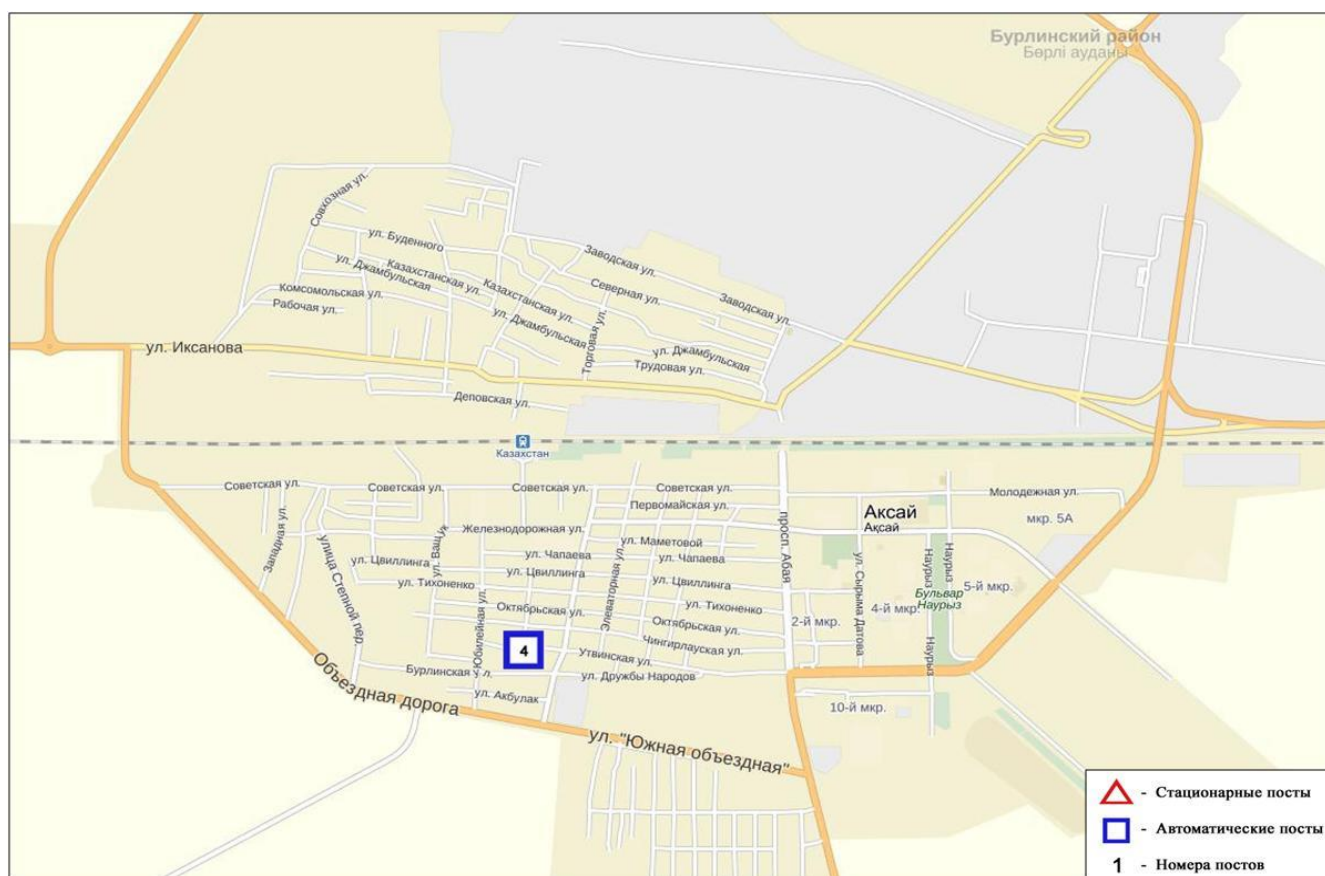 Бурлинский район
Бөрлі ауданы
Совхозная ул.
ул. Буденного
Заводская ул.
ул. Джамбульская
Казахстанская ул.
Северная ул.
Комсомольская ул.
Казахстанская ул.
Заводская ул.
Рабочая ул.
ул. Джамбульская
Торговая ул.
ул. Иксанова
ул. Джамбульская
Трудовая ул.
Деповская ул.
Казахстан
Советская ул.
Советская ул.
Советская ул.
Советская ул.
Молодежная ул.
Первомайская ул.
Аксай
Ақсай
мкр. 5А
Западная ул.
улица Степной пер.
Железнодорожная ул.
просп. Абая
ул. Маметовой
ул. Чапаева
ул. Чапаева
ул. Цвиллинга
ул. Цвиллинга
ул. Цвиллинга
ул. Тихоненко
ул. Тихоненко
Элеваторная ул.
ул. Сырыма Датова
Наурыз
Наурыз
Бульвар
Наурыз
5-й мкр.
4-й мкр.
2-й мкр.
Октябрьская ул.
Октябрьская ул.
Юбилейная ул.
4
Чингирлауская ул.
Утвинская ул.
Наурыз
Бурлинская
ул. Дружбы Народов
Объездная дорога
ул. Акбулак
10-й мкр.
ул. "Южная объездная"
- Стационарные посты
- Автоматические посты
1 - Номера постов